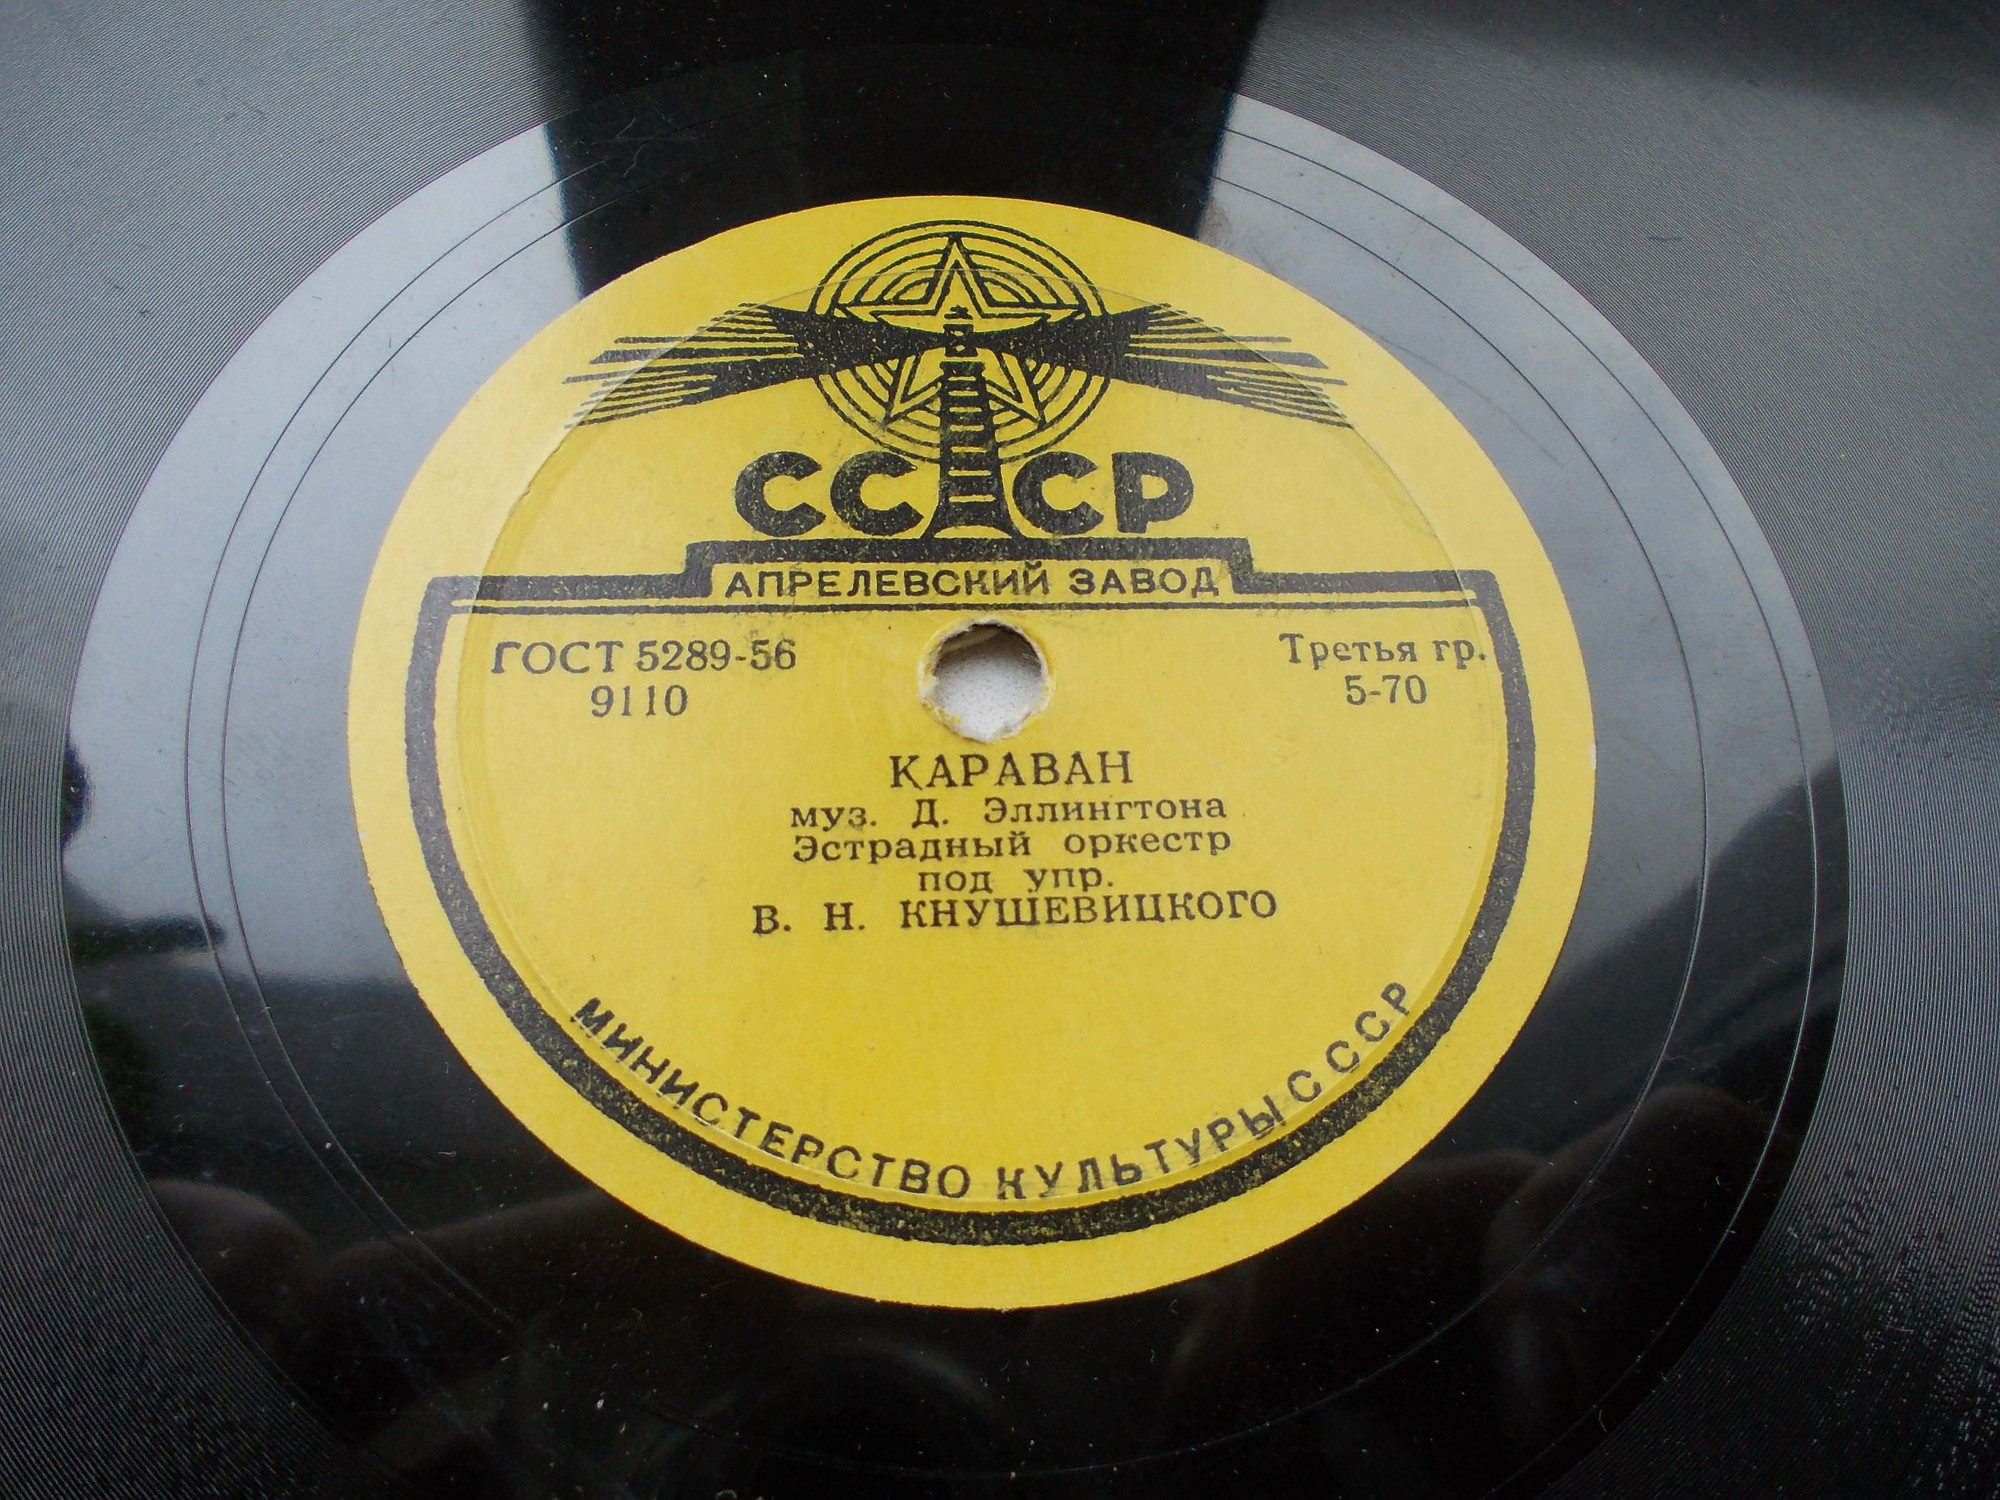 СССР
АПРЕЛЕВСКИЙ ЗАВОД
ГОСТ 5289-56
9110
Третья гр.
5-70
КАРАВАН
муз. Д. Эллингтона
Эстрадный оркестр
под упр.
В. Н. КНУШЕВИЦКОГО
МИНИСТЕРСТВО КУЛЬТУРЫ СССР